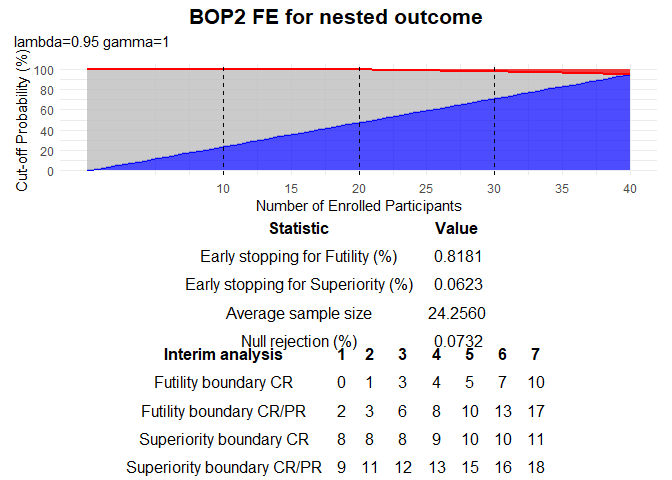 BOP2 FE for nested outcome
lambda=0.95 gamma=1
Cut-off Probability (%)
100
80
60
40
20
0
10 15 20 25 30 35 40
Number of Enrolled Participants
Statistic Value
Early stopping for Futility (%) 0.8181
Early stopping for Superiority (%) 0.0623
Average sample size 24.2560
Null rejection (%) 0.0732
Interim analysis 1 2 3 4 5 6 7
Futility boundary CR 0 1 3 4 5 7 10
Futility boundary CR/PR 2 3 6 8 10 13 17
Superiority boundary CR 8 8 8 9 10 10 11
Superiority boundary CR/PR 9 11 12 13 15 16 18